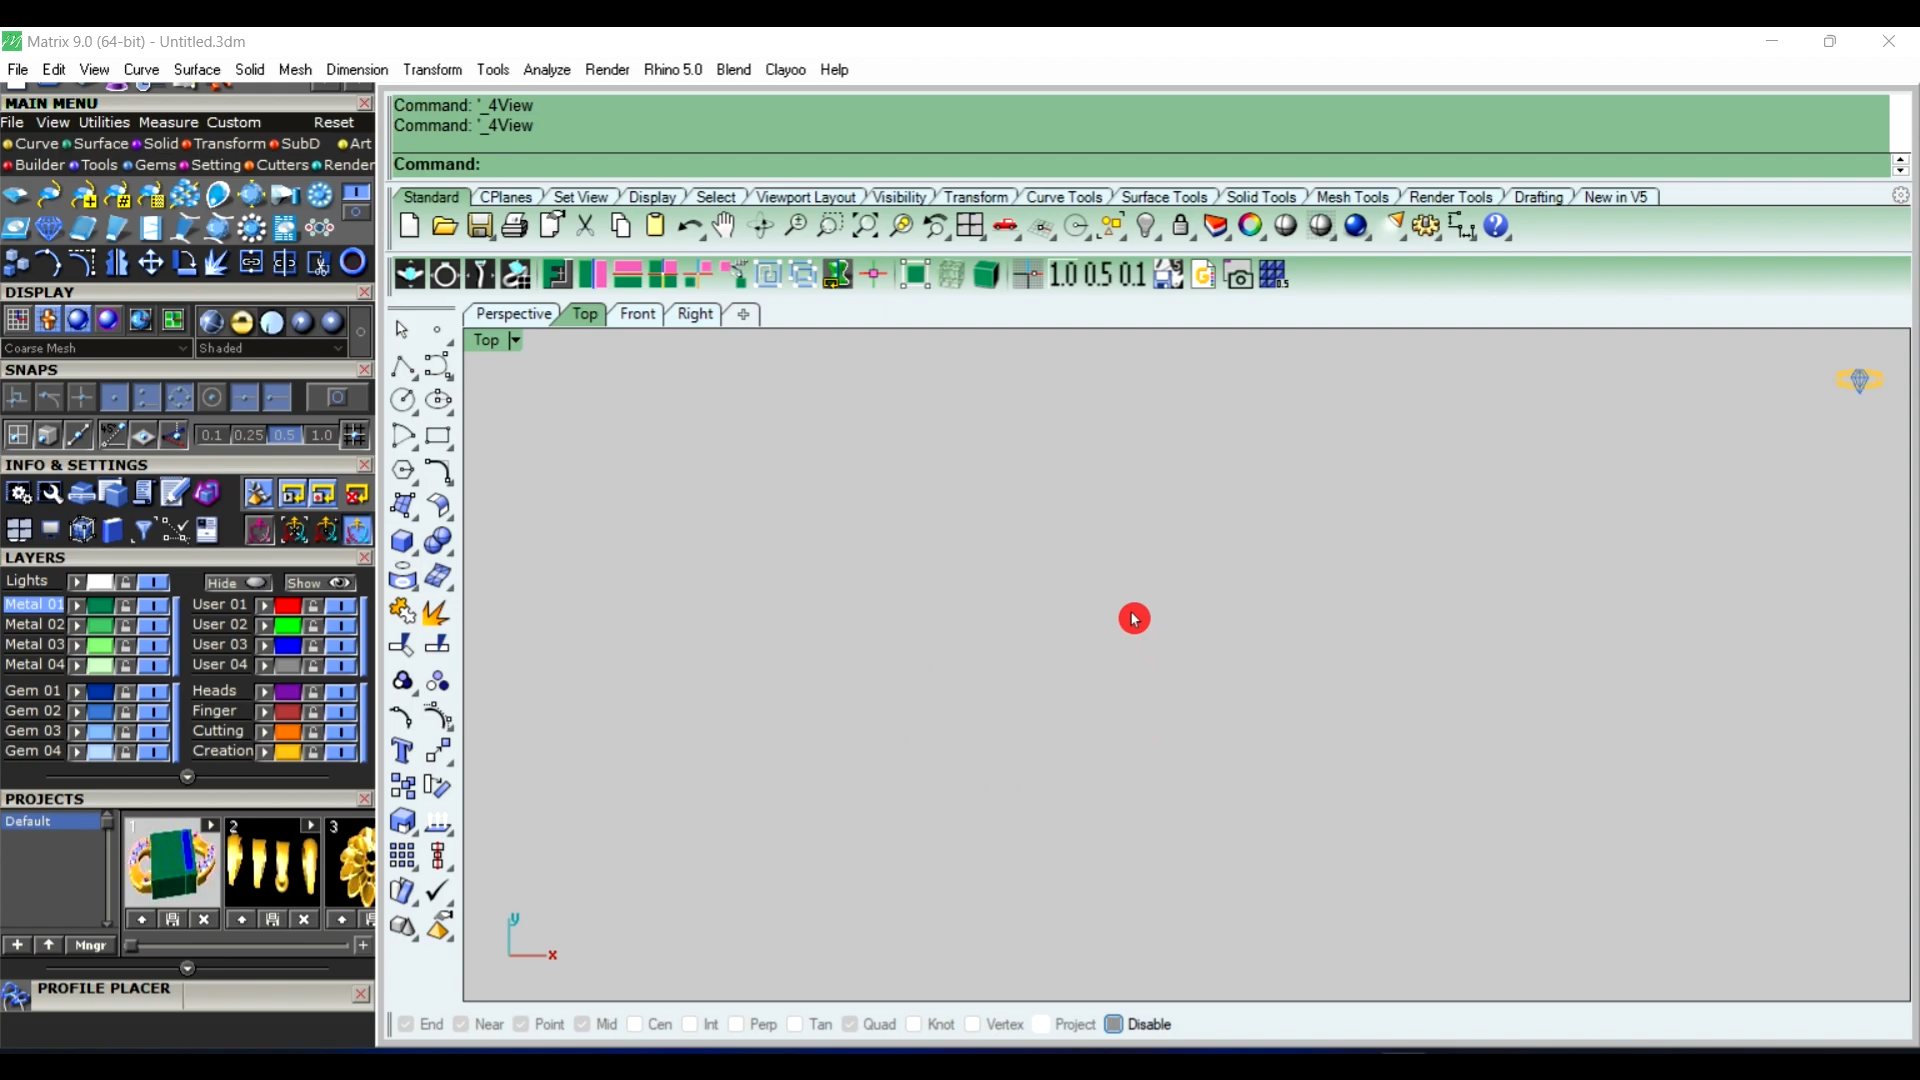 Matrix 9.0 (64-bit) - Untitled.3dm
File Edit View Curve Surface Solid Mesh Dimension Transform Tools Analyze Render Rhino 5.0 Blend Clayoo Help
MAIN MENU
File View Utilities Measure Custom Reset
Curve Surface Solid Transform SubD Art
Builder Tools Gems Setting Cutters Render
DISPLAY
Coarse Mesh Shaded
SNAPS
0.1 0.25 0.5 1.0
INFO & SETTINGS
LAYERS
Lights Hide Show
Metal 01 User 01
Metal 02 User 02
Metal 03 User 03
Metal 04 User 04
Gem 01 Heads
Gem 02 Finger
Gem 03 Cutting
Gem 04 Creation
PROJECTS
Default
1 2 3
Mngr
PROFILE PLACER
Command: '_4View
Command: '_4View
Command:
Standard CPlanes Set View Display Select Viewport Layout Visibility Transform Curve Tools Surface Tools Solid Tools Mesh Tools Render Tools Drafting New in V5
1.0 0.5 0.1
Perspective Top Front Right
Top
y
x
End Near Point Mid Cen Int Perp Tan Quad Knot Vertex Project Disable